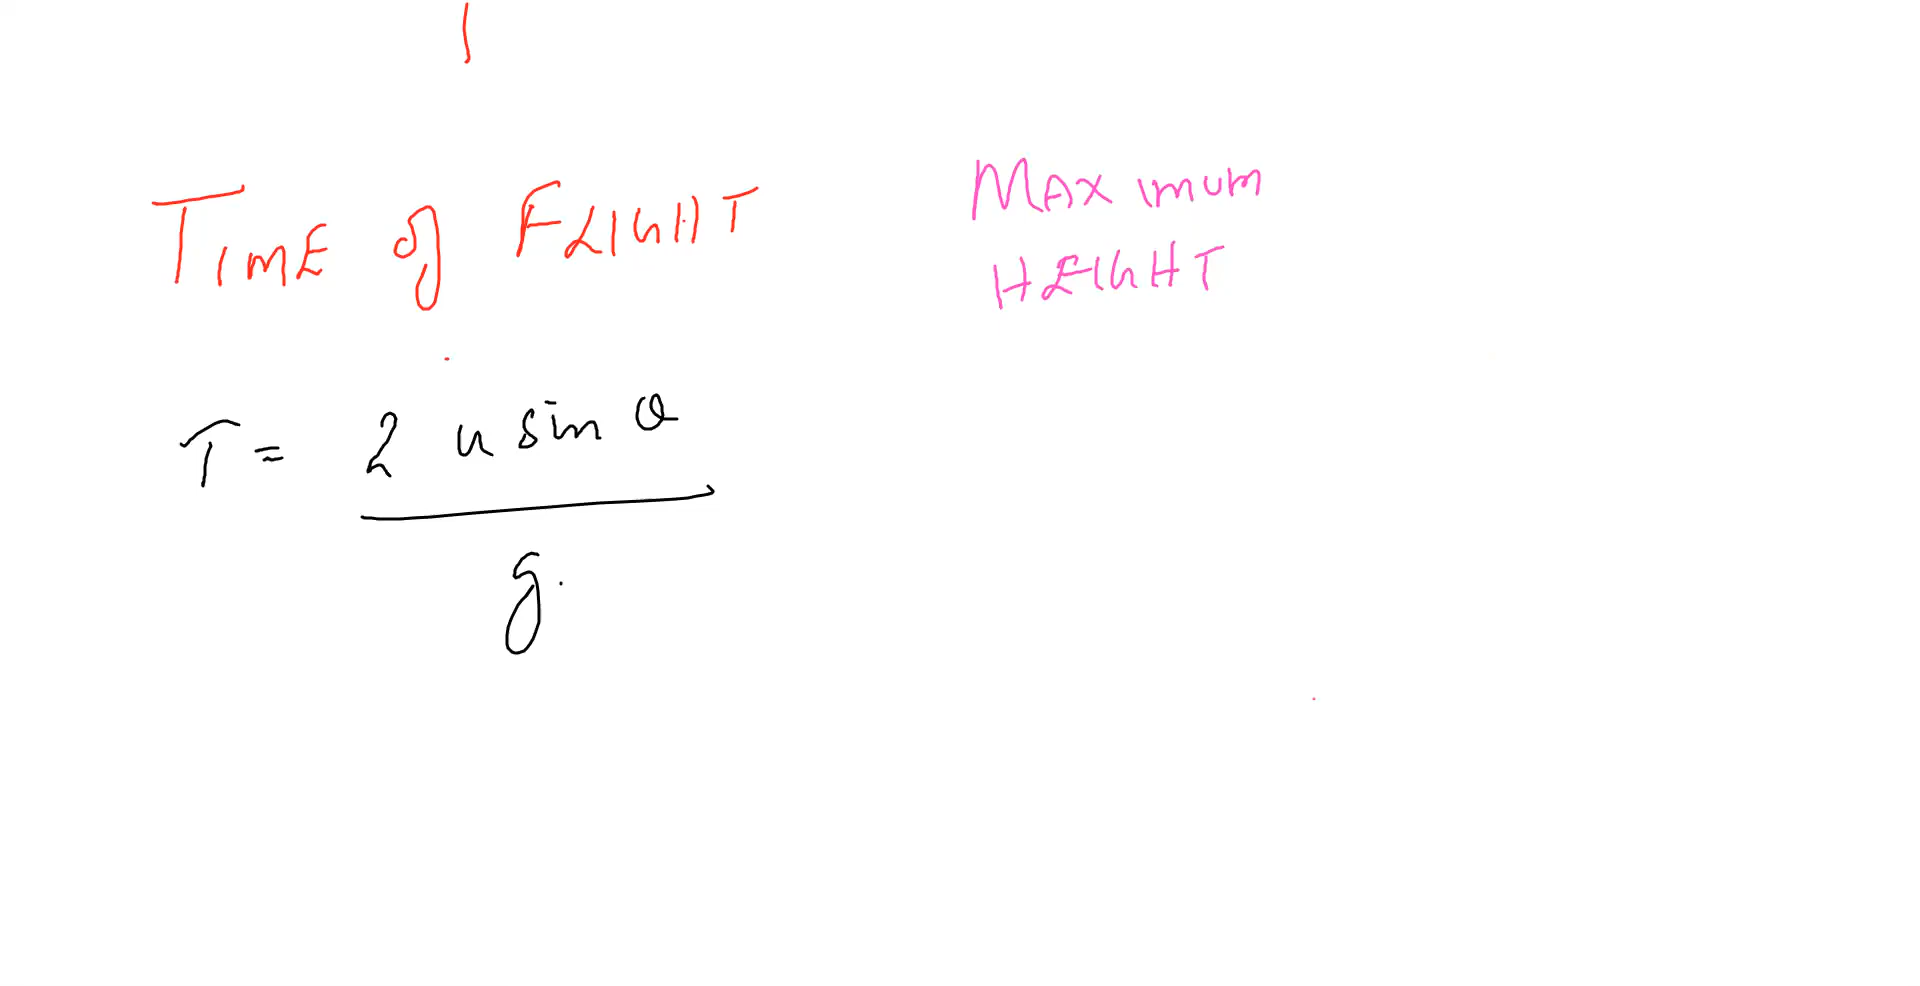 TIME of FLIGHT
T = 2 u sin θ
g.
MAXIMUM
HEIGHT